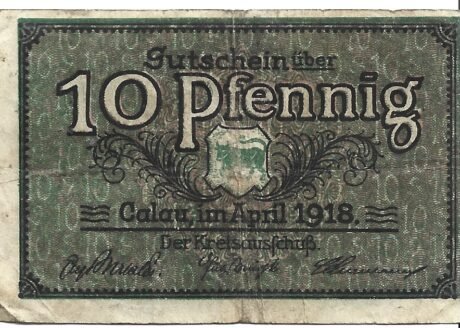 Gutschein über
10 Pfennig
Calau, im April 1918.
Der Kreisausschuß.